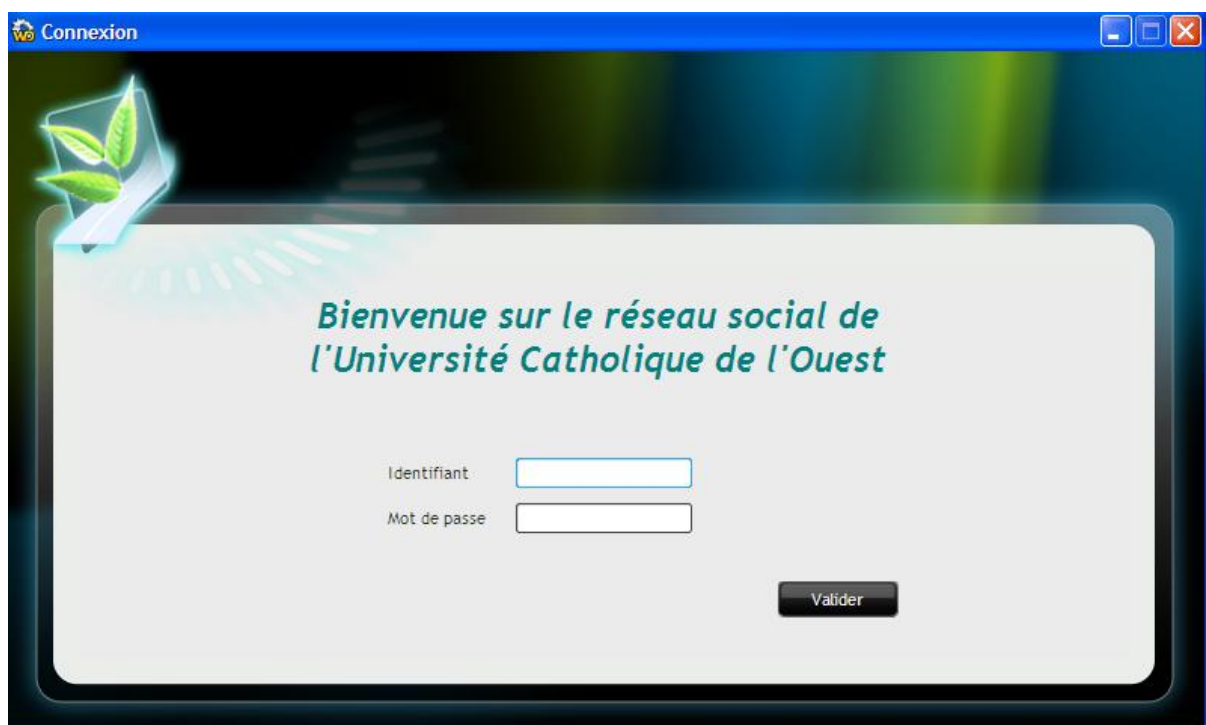 Connexion
Bienvenue sur le réseau social de
l'Université Catholique de l'Ouest
Identifiant
Mot de passe
Valider